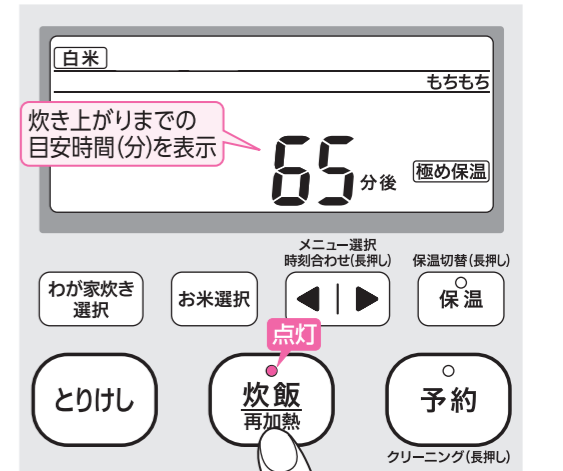 白米
もちもち
炊き上がりまでの
目安時間(分)を表示
65分後
極め保温
メニュー選択
時刻合わせ(長押し)
保温切替(長押し)
わが家炊き
選択
お米選択
保温
点灯
とりけし
炊飯
再加熱
予約
クリーニング(長押し)